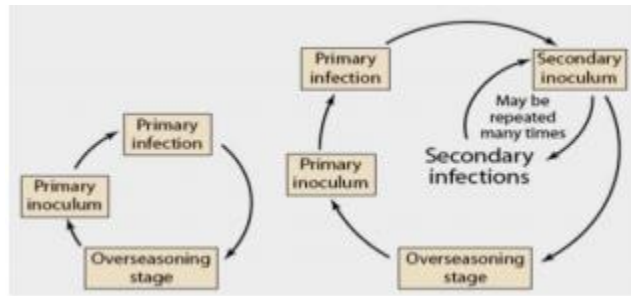 Primary
infection
Primary
inoculum
Overseasoning
stage
Primary
infection
Secondary
inoculum
May be
repeated
many times
Secondary
infections
Primary
inoculum
Overseasoning
stage